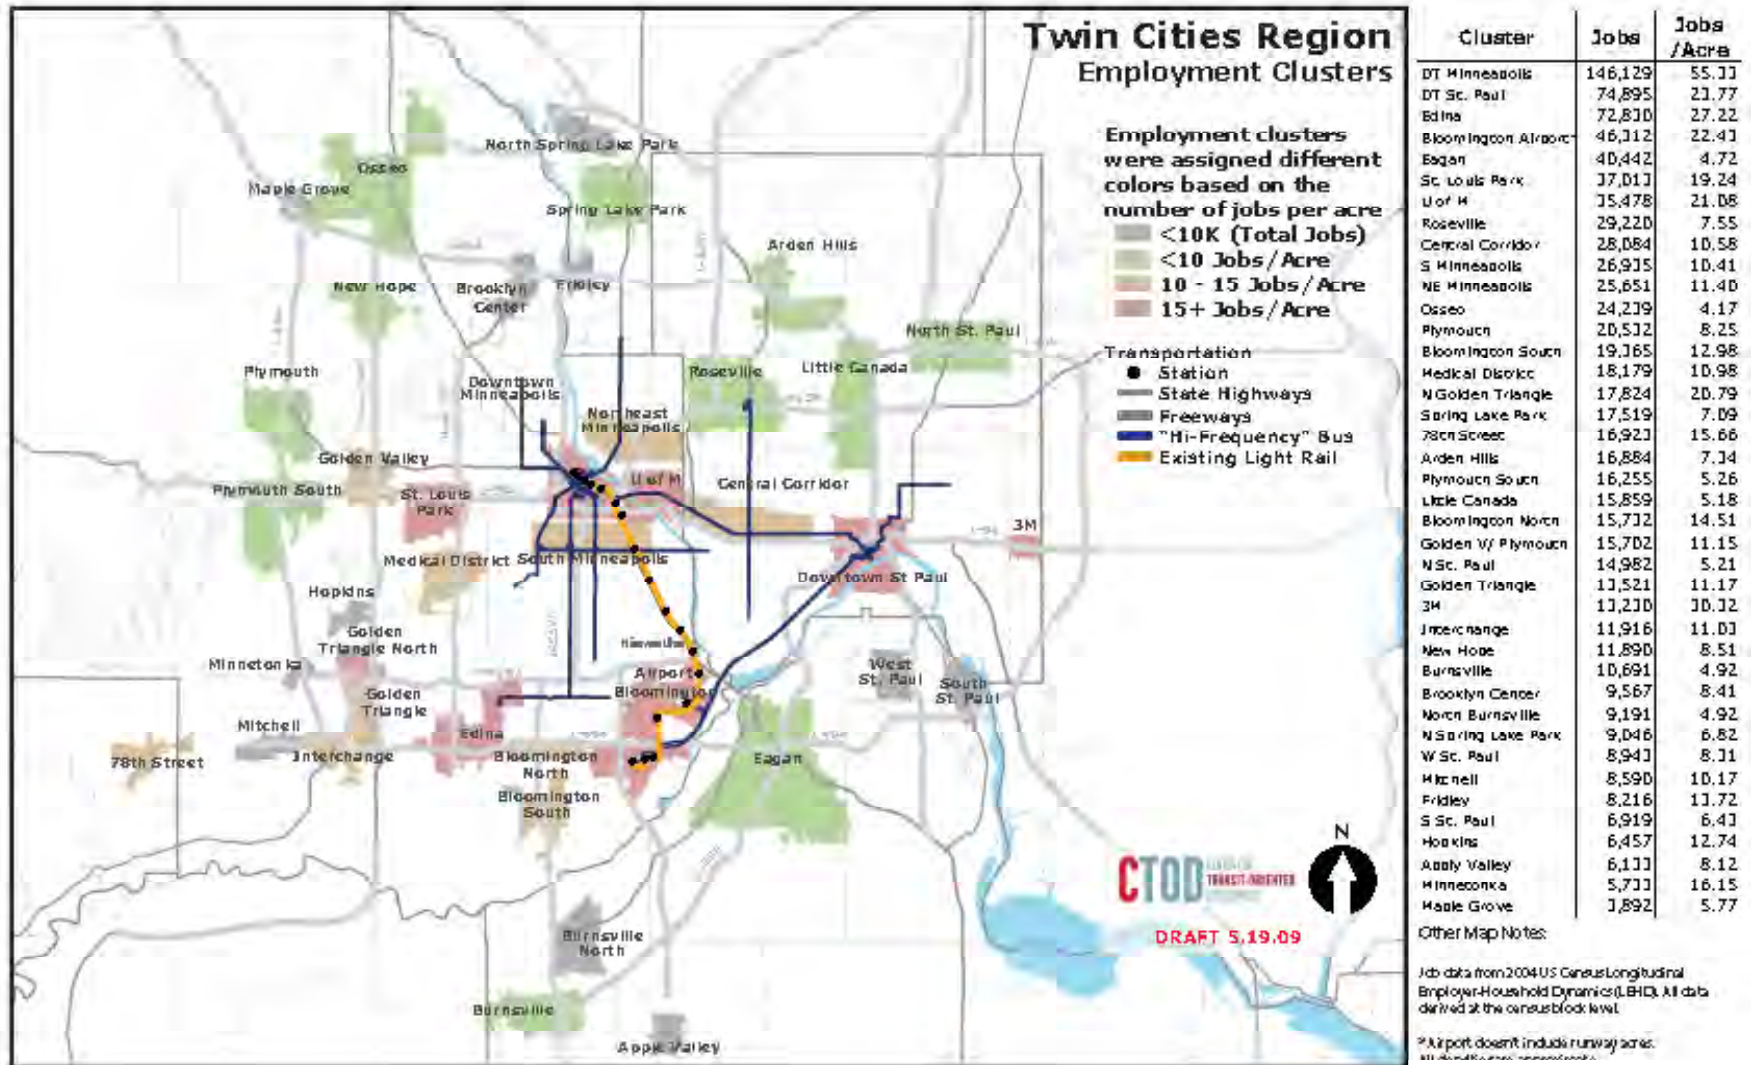 Twin Cities Region
Employment Clusters
Employment clusters
were assigned different
colors based on the
number of jobs per acre
<10K (Total Jobs)
<10 Jobs/Acre
10 - 15 Jobs/Acre
15+ Jobs/Acre
Transportation
Station
State Highways
Freeways
"Hi-Frequency" Bus
Existing Light Rail
North Spring Lake Park
Osseo
Maple Grove
Spring Lake Park
Arden Hills
New Hope
Brooklyn
Center
Fridley
North St. Paul
Plymouth
Downtown
Minneapolis
Roseville
Little Canada
Northeast
Minneapolis
Golden Valley
Plymouth South
St. Louis
Park
U of M
Central Corridor
3M
Medical District
South Minneapolis
Downtown St Paul
Hopkins
Golden
Triangle North
Minnetonka
Hiawatha
Airport
Bloomington
West
St. Paul
South
St. Paul
Golden
Triangle
Mitchell
Edina
78th Street
Interchange
Bloomington
North
Eagan
Bloomington
South
Burnsville
North
Burnsville
Apple Valley
CTOD
TRANSIT-ORIENTED
N
DRAFT 5.19.09
Cluster Jobs Jobs
/Acre
DT Minneapolis 146,129 55.33
DT St. Paul 74,895 23.77
Edina 72,830 27.22
Bloomington Airport* 46,312 22.43
Eagan 40,442 4.72
St. Louis Park 37,013 19.24
U of M 35,478 21.08
Roseville 29,220 7.55
Central Corridor 28,084 10.58
S Minneapolis 26,935 10.41
NE Minneapolis 25,651 11.40
Osseo 24,239 4.17
Plymouth 20,532 8.25
Bloomington South 19,365 12.98
Medical District 18,179 10.98
N Golden Triangle 17,824 20.79
Spring Lake Park 17,519 7.09
78th Street 16,923 15.66
Arden Hills 16,884 7.34
Plymouth South 16,255 5.26
Little Canada 15,859 5.18
Bloomington North 15,732 14.51
Golden V/ Plymouth 15,702 11.15
N St. Paul 14,982 5.21
Golden Triangle 13,521 11.17
3M 13,230 30.32
Interchange 11,916 11.03
New Hope 11,890 8.51
Burnsville 10,691 4.92
Brooklyn Center 9,567 8.41
North Burnsville 9,191 4.92
N Spring Lake Park 9,046 6.82
W St. Paul 8,943 8.31
Mitchell 8,590 10.17
Fridley 8,216 13.72
S St. Paul 6,919 6.43
Hopkins 6,457 12.74
Apply Valley 6,133 8.12
Minnetonka 5,733 16.15
Maple Grove 3,892 5.77
Other Map Notes:
Job data from 2004 US Census Longitudinal
Employer-Household Dynamics (LEHD). All data
derived at the census block level.
*Airport doesn't include runway acres.